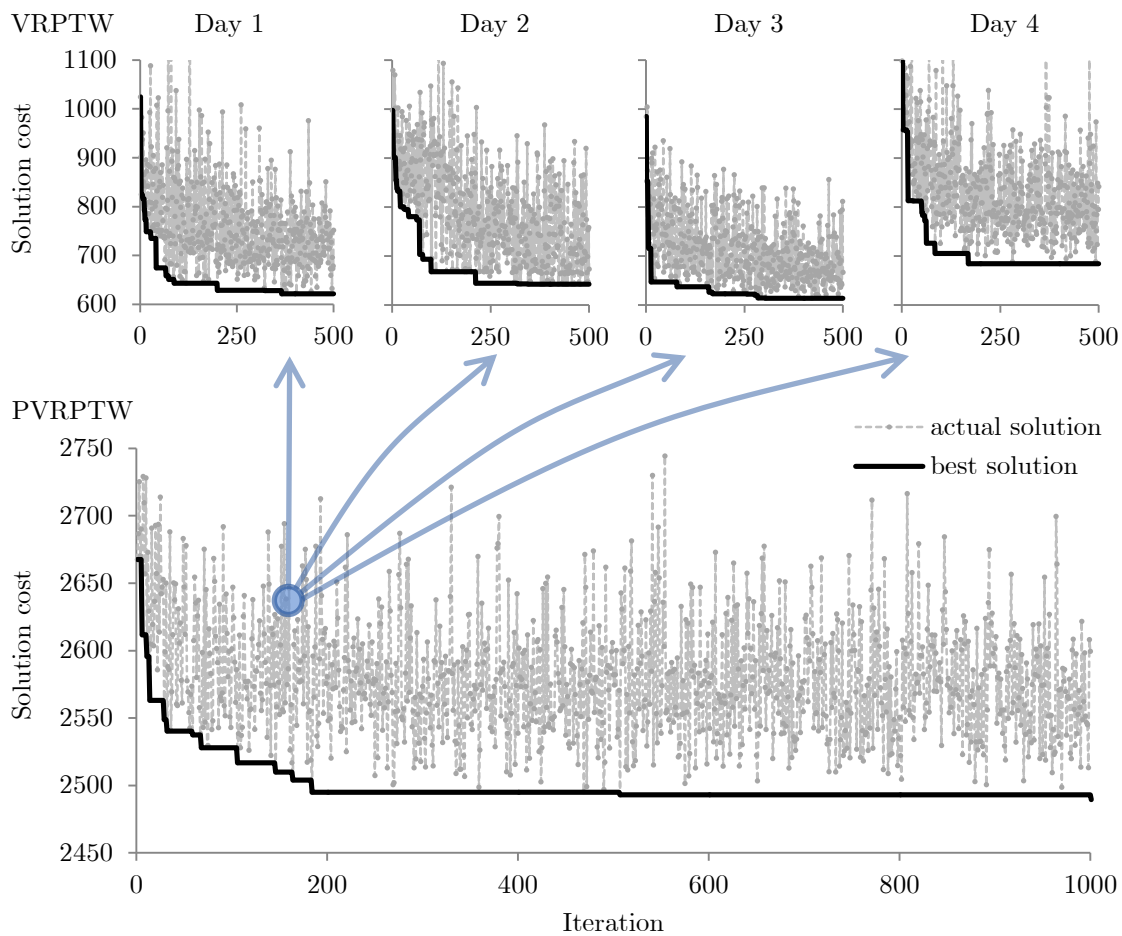 VRPTW Day 1 Day 2 Day 3 Day 4
Solution cost
1100
1000
900
800
700
600
0 250 500 0 250 500 0 250 500 0 250 500
PVRPTW
actual solution
best solution
Solution cost
2750
2700
2650
2600
2550
2500
2450
0 200 400 600 800 1000
Iteration